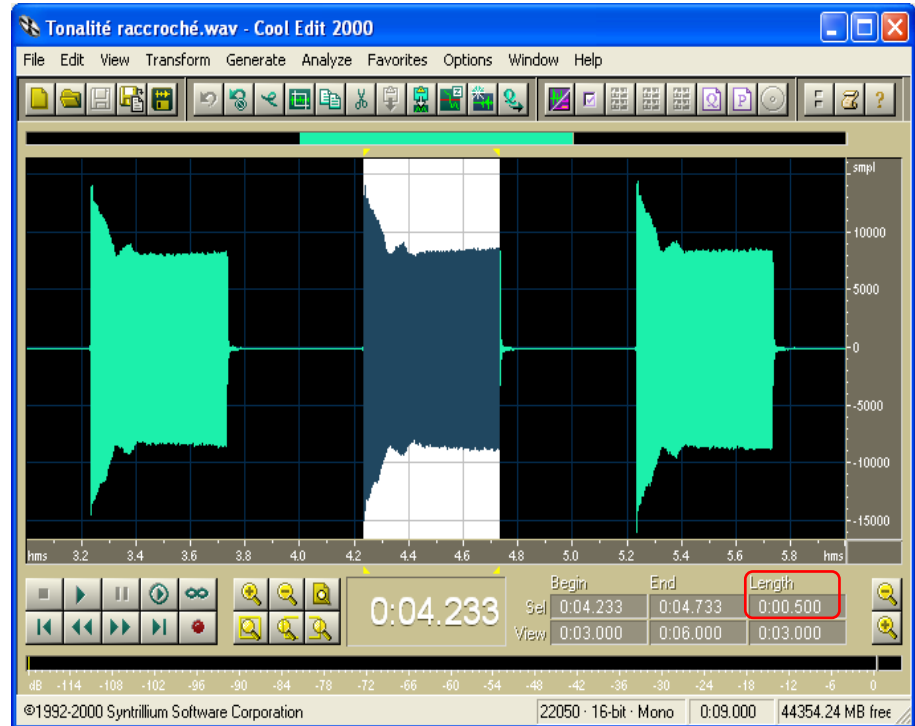 Tonalité raccroché.wav - Cool Edit 2000
File Edit View Transform Generate Analyze Favorites Options Window Help
Q P F ?
smpl
10000
5000
0
-5000
-10000
-15000
hms 3.2 3.4 3.6 3.8 4.0 4.2 4.4 4.6 4.8 5.0 5.2 5.4 5.6 5.8 hms
Begin End Length
0:04.233
Sel 0:04.233 0:04.733 0:00.500
View 0:03.000 0:06.000 0:03.000
dB -114 -108 -102 -96 -90 -84 -78 -72 -66 -60 -54 -48 -42 -36 -30 -24 -18 -12 -6 0
©1992-2000 Syntrillium Software Corporation 22050 · 16-bit · Mono 0:09.000 44354.24 MB free